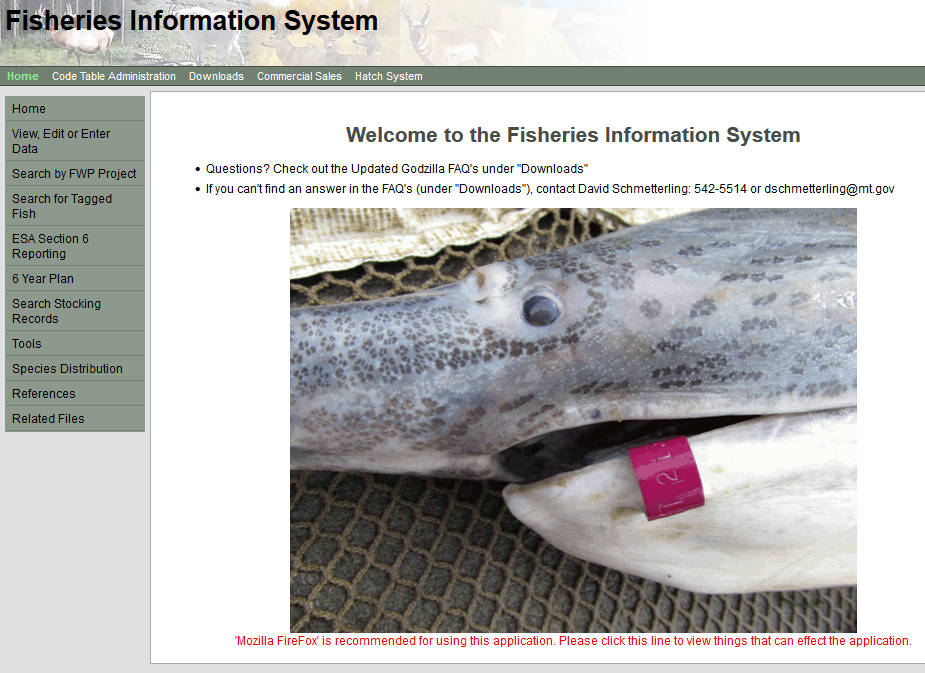 Fisheries Information System
Home Code Table Administration Downloads Commercial Sales Hatch System
Home
View, Edit or Enter
Data
Search by FWP Project
Search for Tagged
Fish
ESA Section 6
Reporting
6 Year Plan
Search Stocking
Records
Tools
Species Distribution
References
Related Files
Welcome to the Fisheries Information System
• Questions? Check out the Updated Godzilla FAQ's under "Downloads"
• If you can't find an answer in the FAQ's (under "Downloads"), contact David Schmetterling: 542-5514 or dschmetterling@mt.gov
'Mozilla FireFox' is recommended for using this application. Please click this line to view things that can effect the application.